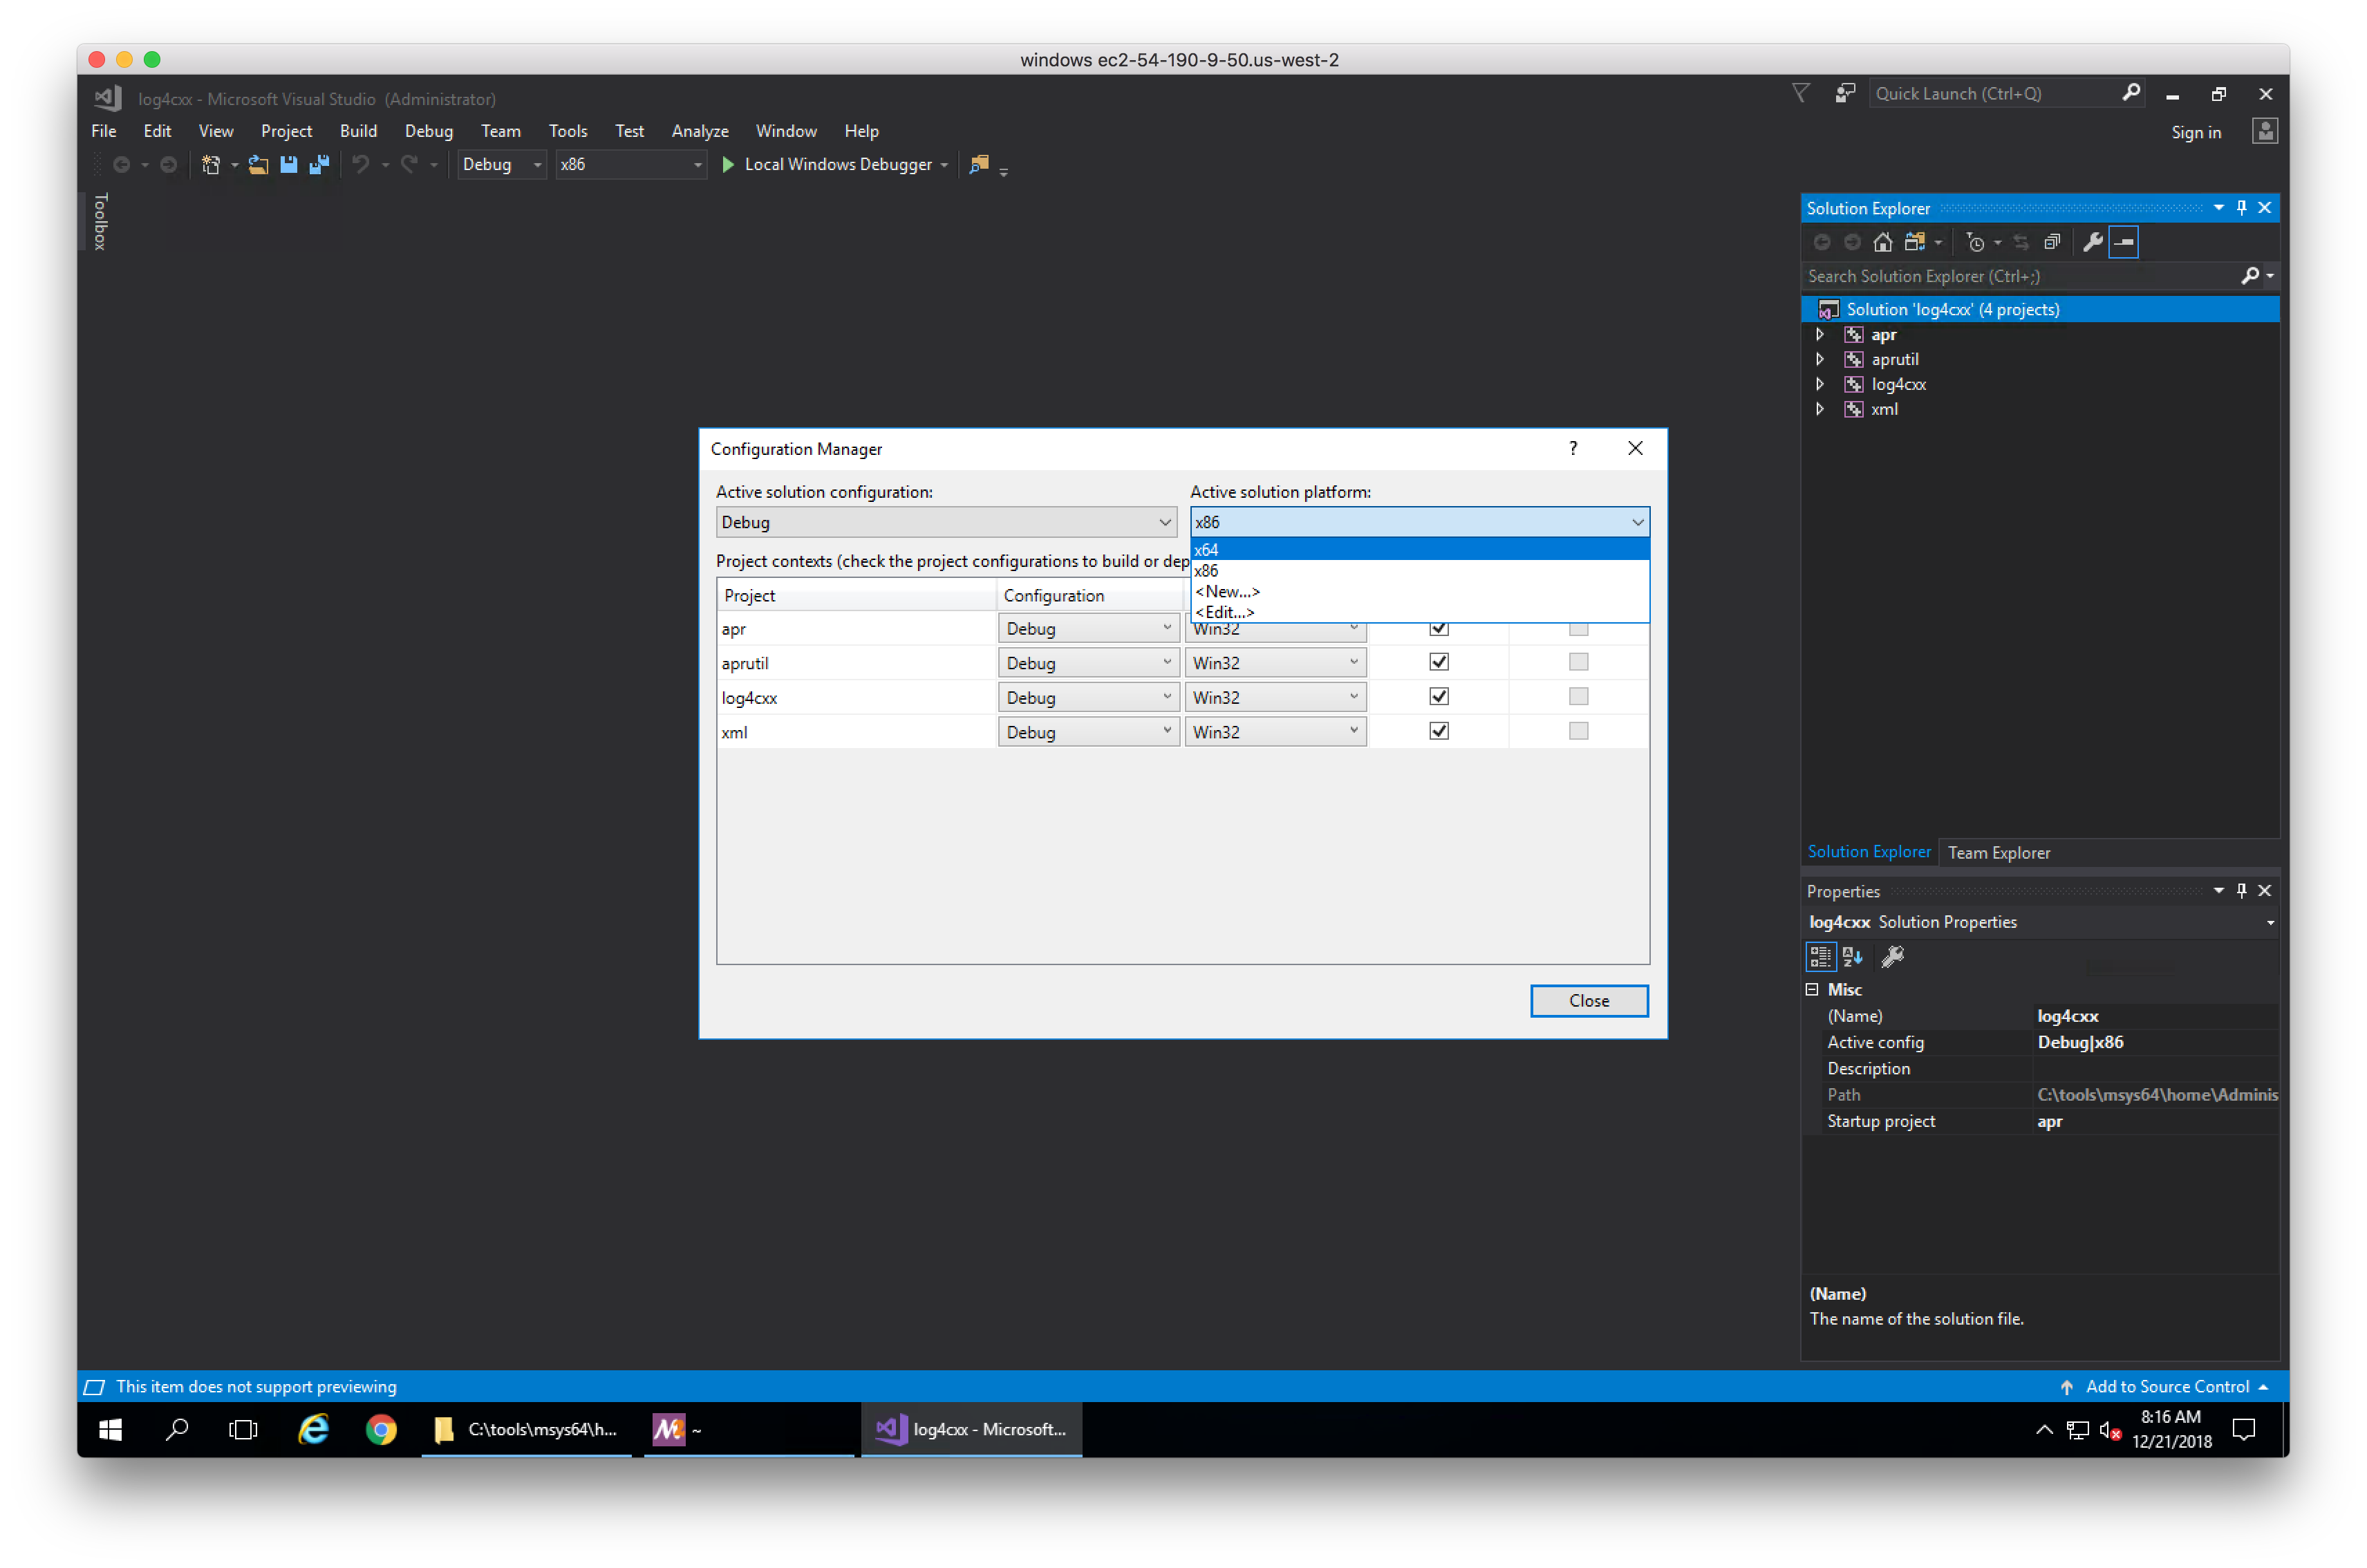 windows ec2-54-190-9-50.us-west-2
log4cxx - Microsoft Visual Studio (Administrator)
Quick Launch (Ctrl+Q)
File Edit View Project Build Debug Team Tools Test Analyze Window Help
Sign in
Debug x86 Local Windows Debugger
Toolbox
Solution Explorer
Search Solution Explorer (Ctrl+;)
Solution 'log4cxx' (4 projects)
apr
aprutil
log4cxx
xml
Configuration Manager ?
Active solution configuration: Active solution platform:
Debug x86
x64
x86
<New...>
<Edit...>
Project contexts (check the project configurations to build or dep
Project Configuration
apr Debug Win32
aprutil Debug Win32
log4cxx Debug Win32
xml Debug Win32
Close
Solution Explorer Team Explorer
Properties
log4cxx Solution Properties
Misc
(Name) log4cxx
Active config Debug|x86
Description
Path C:\tools\msys64\home\Adminis
Startup project apr
(Name)
The name of the solution file.
This item does not support previewing
Add to Source Control
C:\tools\msys64\h...
~
log4cxx - Microsoft...
8:16 AM
12/21/2018